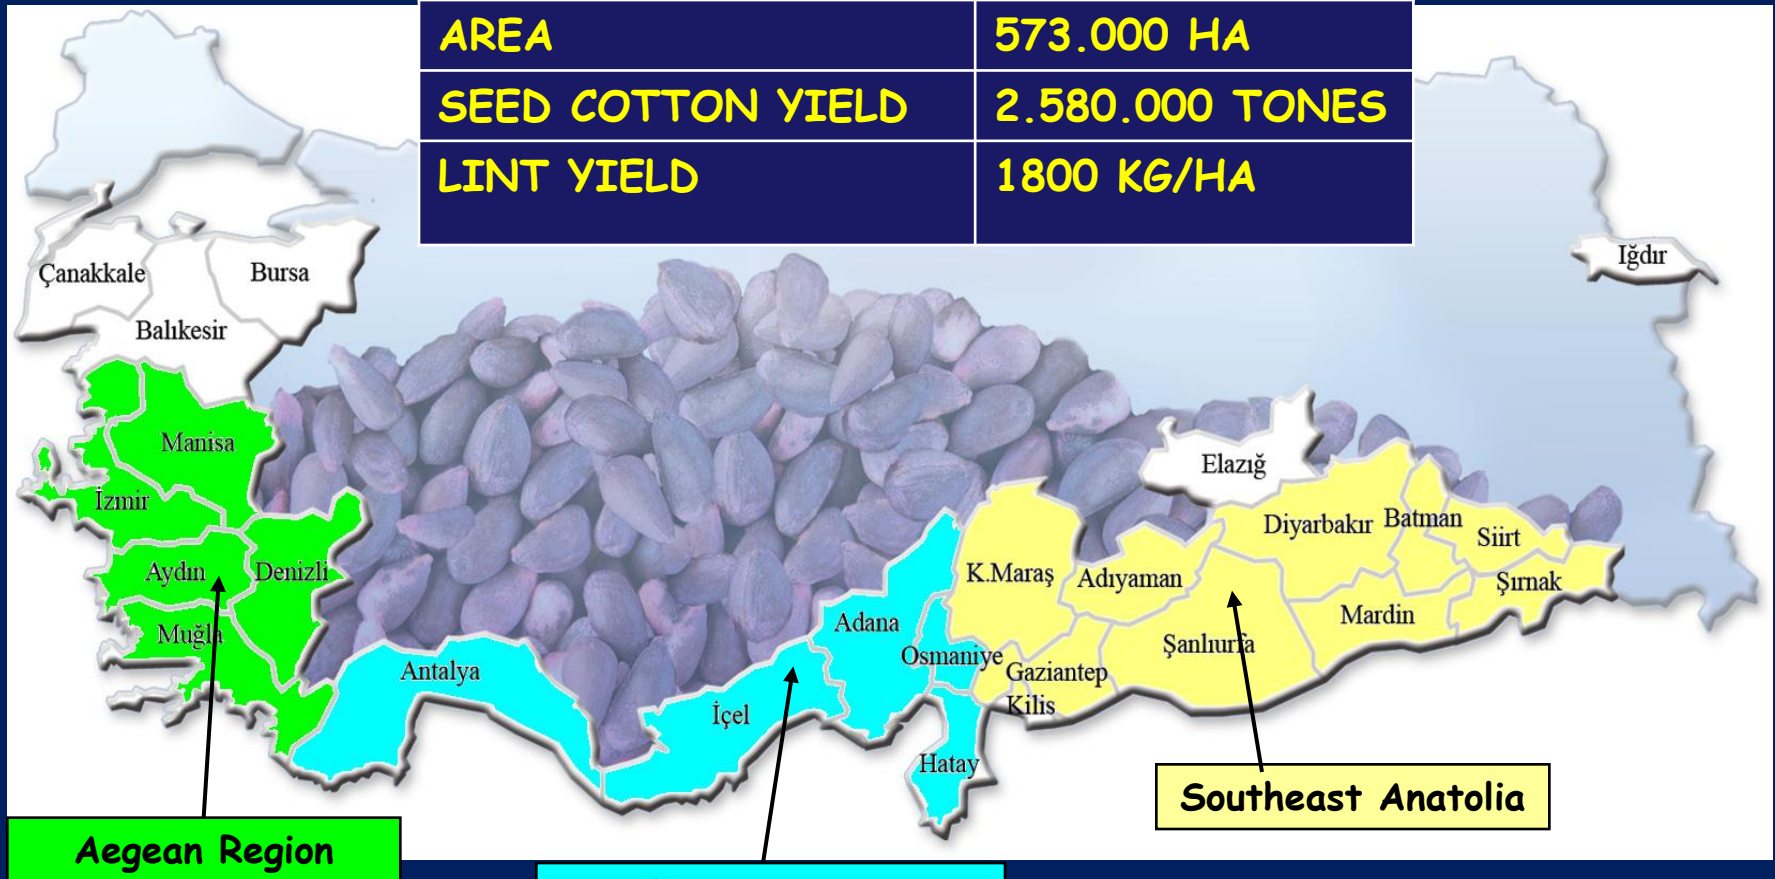 AREA 573.000 HA
SEED COTTON YIELD 2.580.000 TONES
LINT YIELD 1800 KG/HA
Iğdır
Çanakkale
Bursa
Balıkesir
Manisa
Elazığ
İzmir
Diyarbakır
Batman
Siirt
Aydın
Denizli
K.Maraş
Adıyaman
Şırnak
Mardin
Muğla
Adana
Şanlıurfa
Osmaniye
Antalya
Gaziantep
Kilis
İçel
Hatay
Southeast Anatolia
Aegean Region